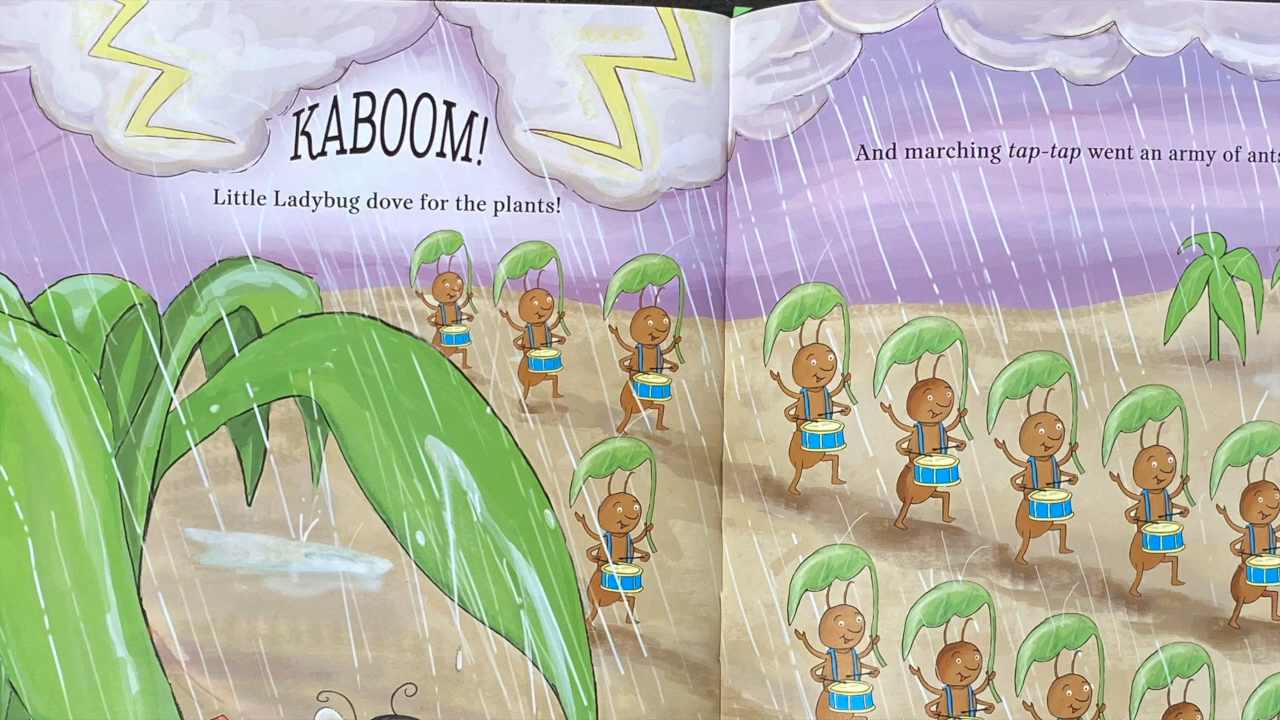 KABOOM!
Little Ladybug dove for the plants!
And marching tap-tap went an army of ants